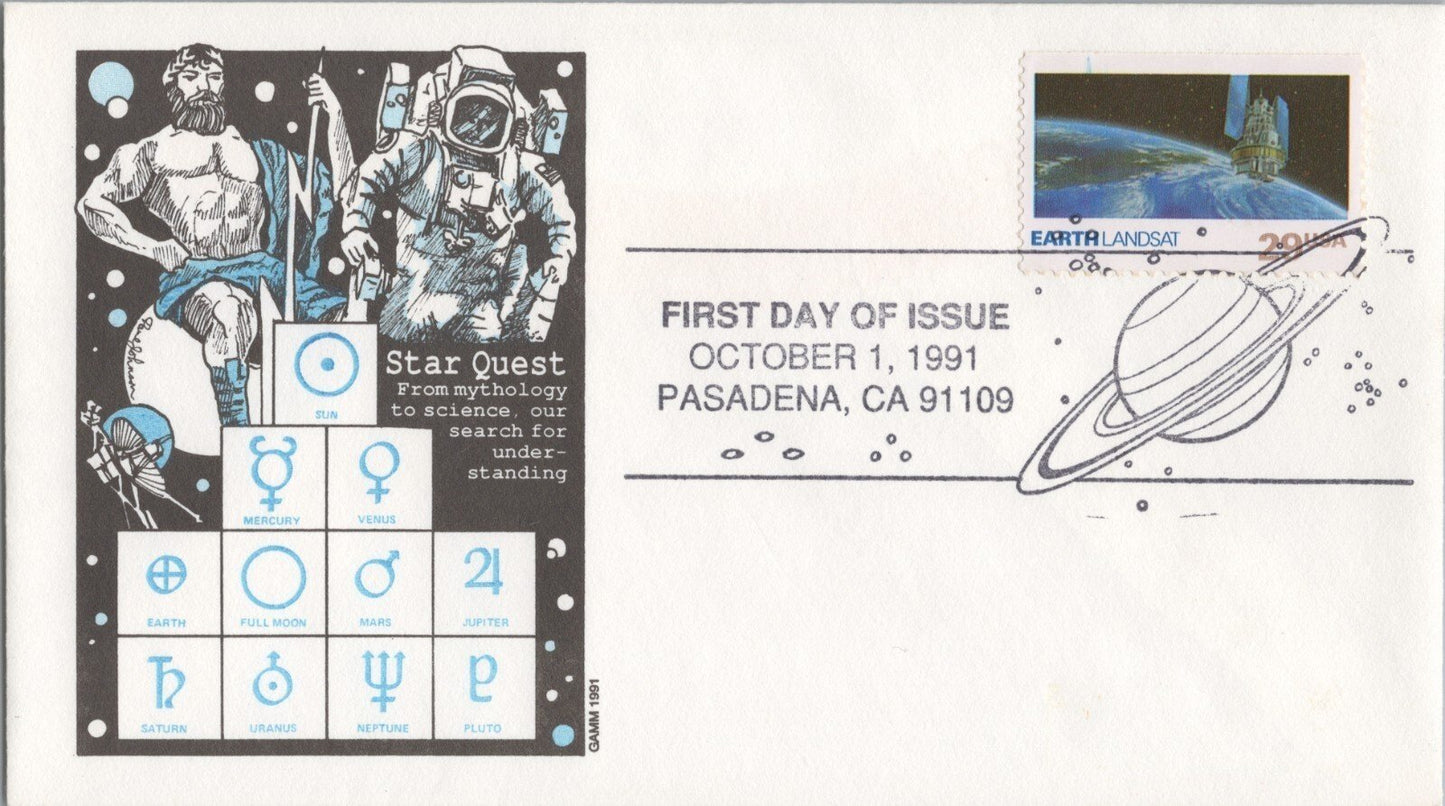 Star Quest
From mythology
to science, our
search for
under-
standing
SUN
MERCURY VENUS
EARTH FULL MOON MARS JUPITER
SATURN URANUS NEPTUNE PLUTO
GAMM 1991
EARTH LANDSAT 29 USA
FIRST DAY OF ISSUE
OCTOBER 1, 1991
PASADENA, CA 91109